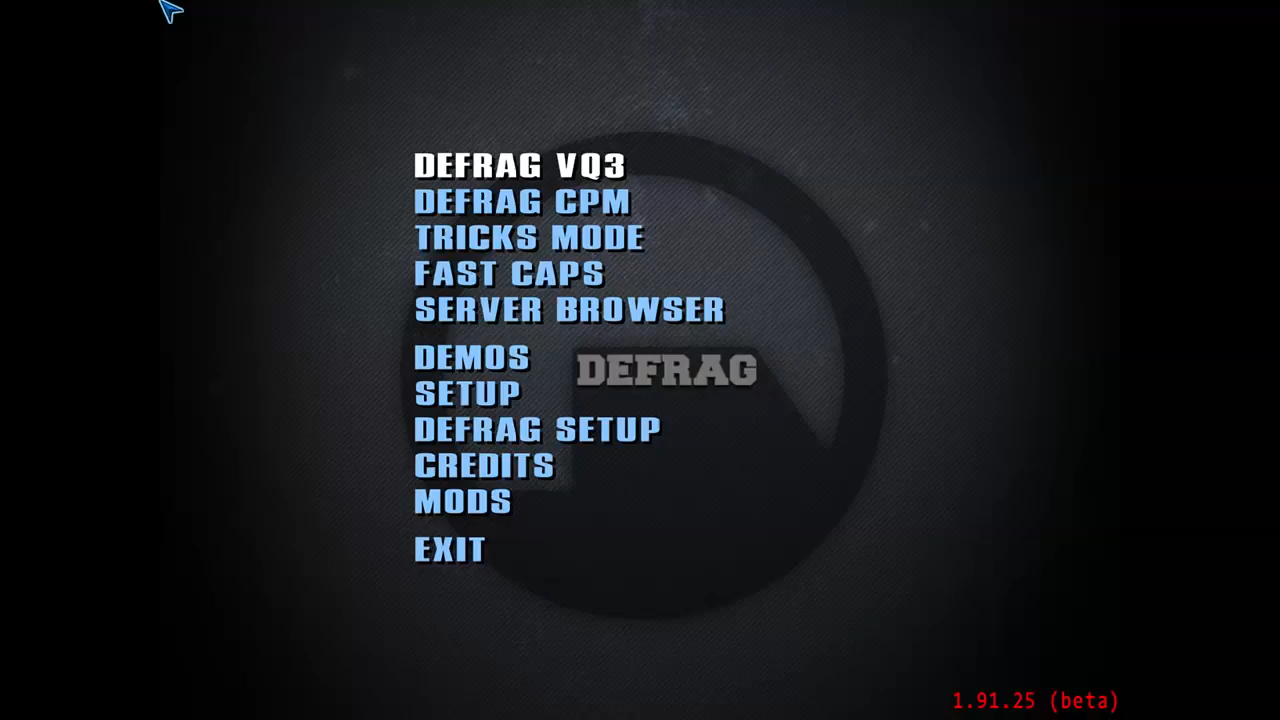 DEFRAG VQ3
DEFRAG CPM
TRICKS MODE
FAST CAPS
SERVER BROWSER
DEMOS
DEFRAG
SETUP
DEFRAG SETUP
CREDITS
MODS
EXIT
1.91.25 (beta)